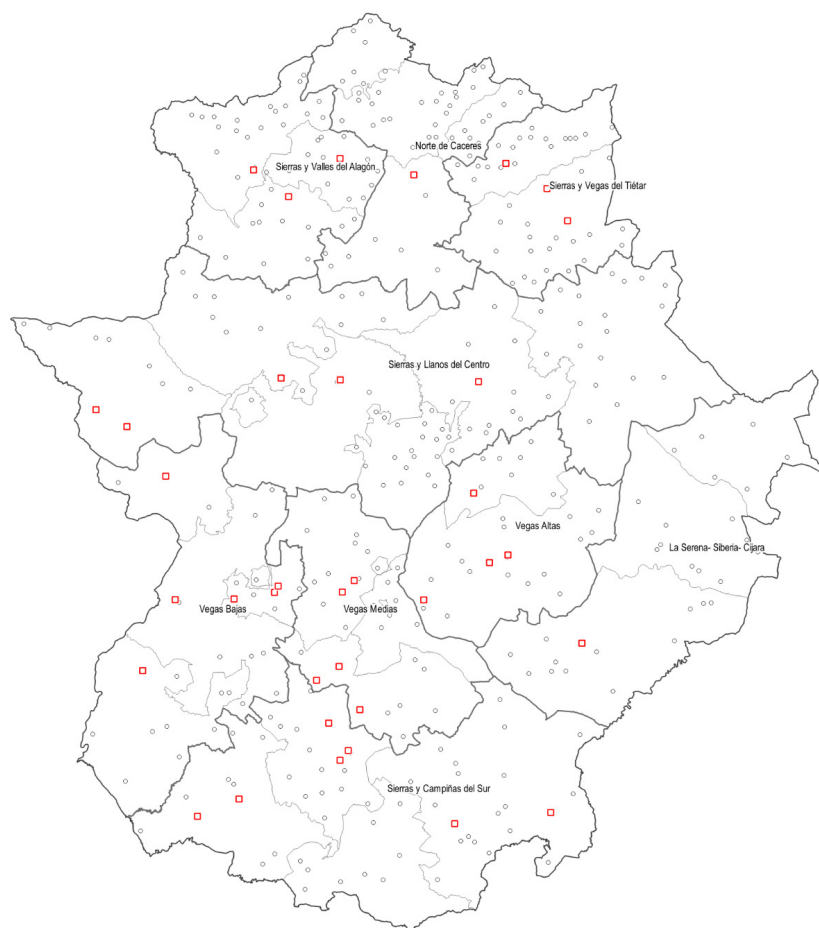 Norte de Caceres
Sierras y Valles del Alagón
Sierras y Vegas del Tiétar
Sierras y Llanos del Centro
Vegas Altas
La Serena- Siberia- Cijara
Vegas Bajas
Vegas Medias
Sierras y Campiñas del Sur